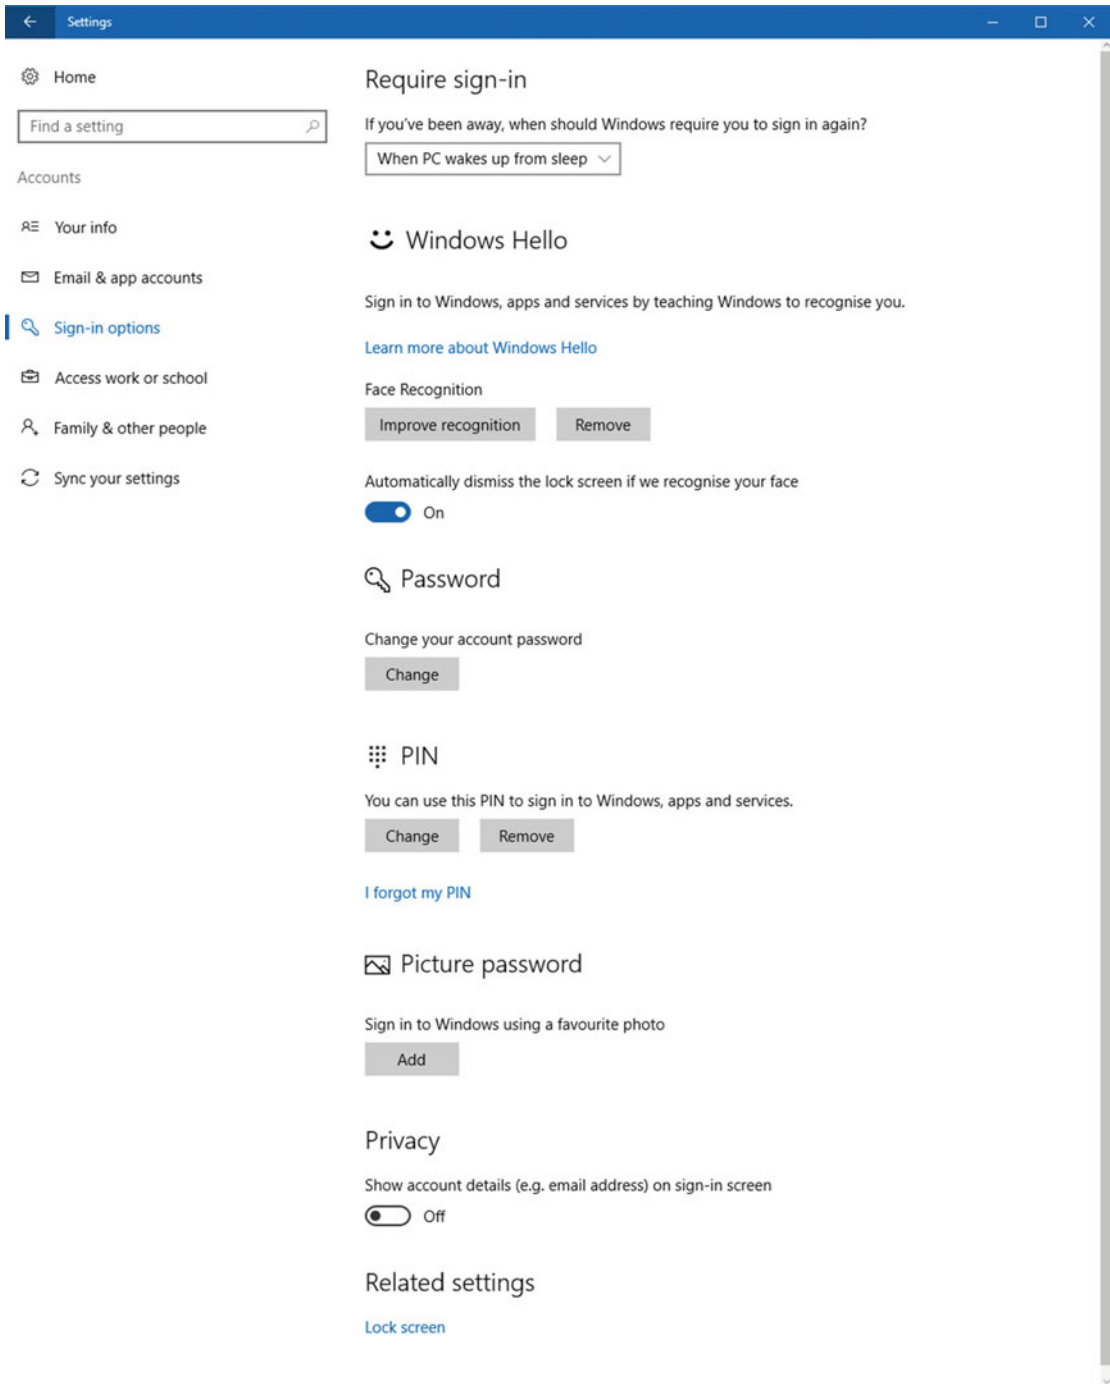 Settings
Home
Find a setting
Accounts
Your info
Email & app accounts
Sign-in options
Access work or school
Family & other people
Sync your settings
Require sign-in
If you've been away, when should Windows require you to sign in again?
When PC wakes up from sleep
Windows Hello
Sign in to Windows, apps and services by teaching Windows to recognise you.
Learn more about Windows Hello
Face Recognition
Improve recognition Remove
Automatically dismiss the lock screen if we recognise your face
On
Password
Change your account password
Change
PIN
You can use this PIN to sign in to Windows, apps and services.
Change Remove
I forgot my PIN
Picture password
Sign in to Windows using a favourite photo
Add
Privacy
Show account details (e.g. email address) on sign-in screen
Off
Related settings
Lock screen